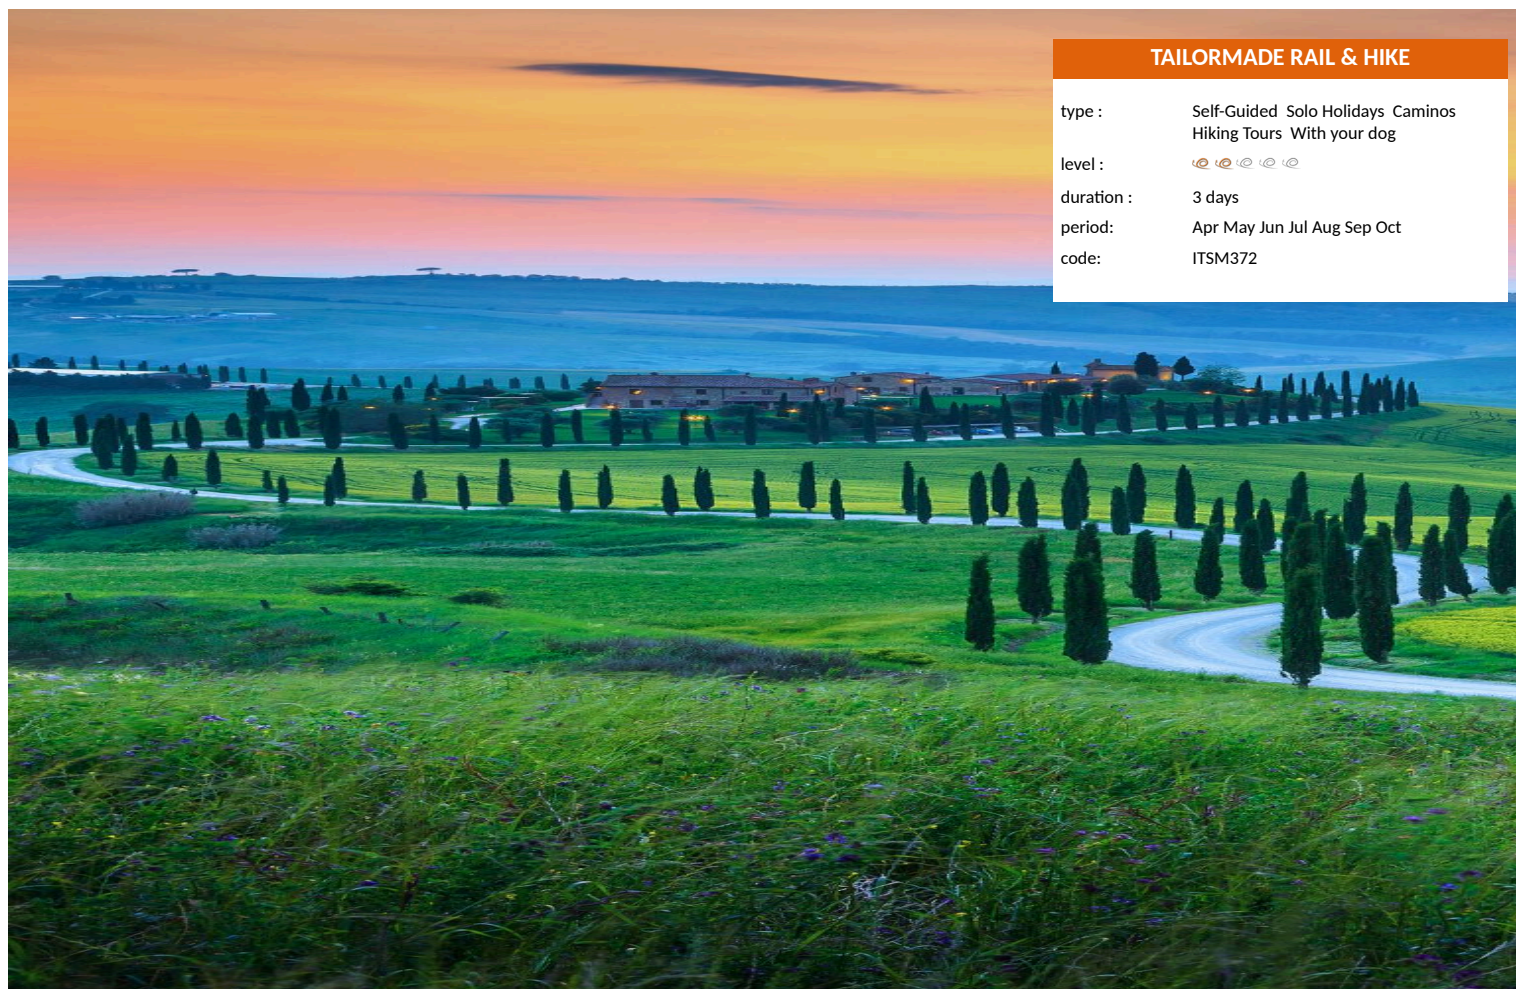 TAILORMADE RAIL & HIKE
type : Self-Guided Solo Holidays Caminos
Hiking Tours With your dog
level :
duration : 3 days
period: Apr May Jun Jul Aug Sep Oct
code: ITSM372